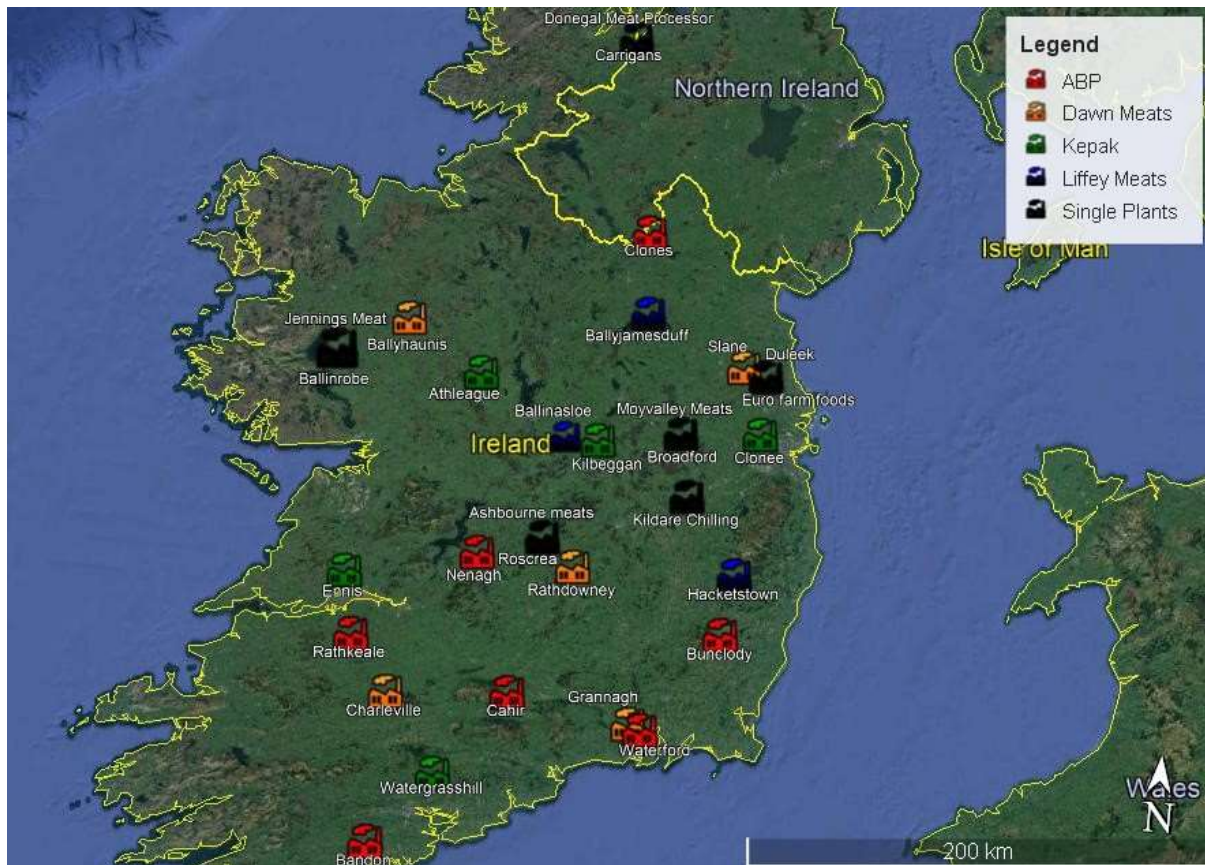 Donegal Meat Processor
Carrigans
Northern Ireland
Legend
ABP
Dawn Meats
Kepak
Liffey Meats
Single Plants
Isle of Man
Clones
Jennings Meat
Ballyhaunis
Ballinrobe
Ballyjamesduff
Slane
Duleek
Euro farm foods
Athleague
Ballinasloe
Moyvalley Meats
Ireland
Kilbeggan
Broadford
Clonee
Kildare Chilling
Ashbourne meats
Roscrea
Nenagh
Rathdowney
Ennis
Hacketstown
Rathkeale
Bunclody
Charleville
Cahir
Grannagh
Waterford
Watergrasshill
Bandon
Wales
N
200 km